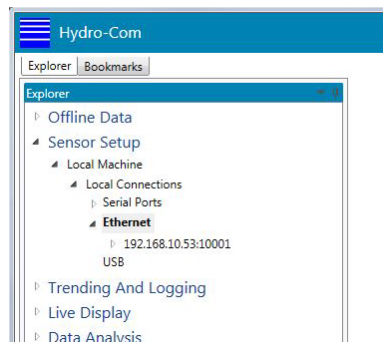 Hydro-Com
Explorer Bookmarks
Explorer
Offline Data
Sensor Setup
Local Machine
Local Connections
Serial Ports
Ethernet
192.168.10.53:10001
USB
Trending And Logging
Live Display
Data Analysis